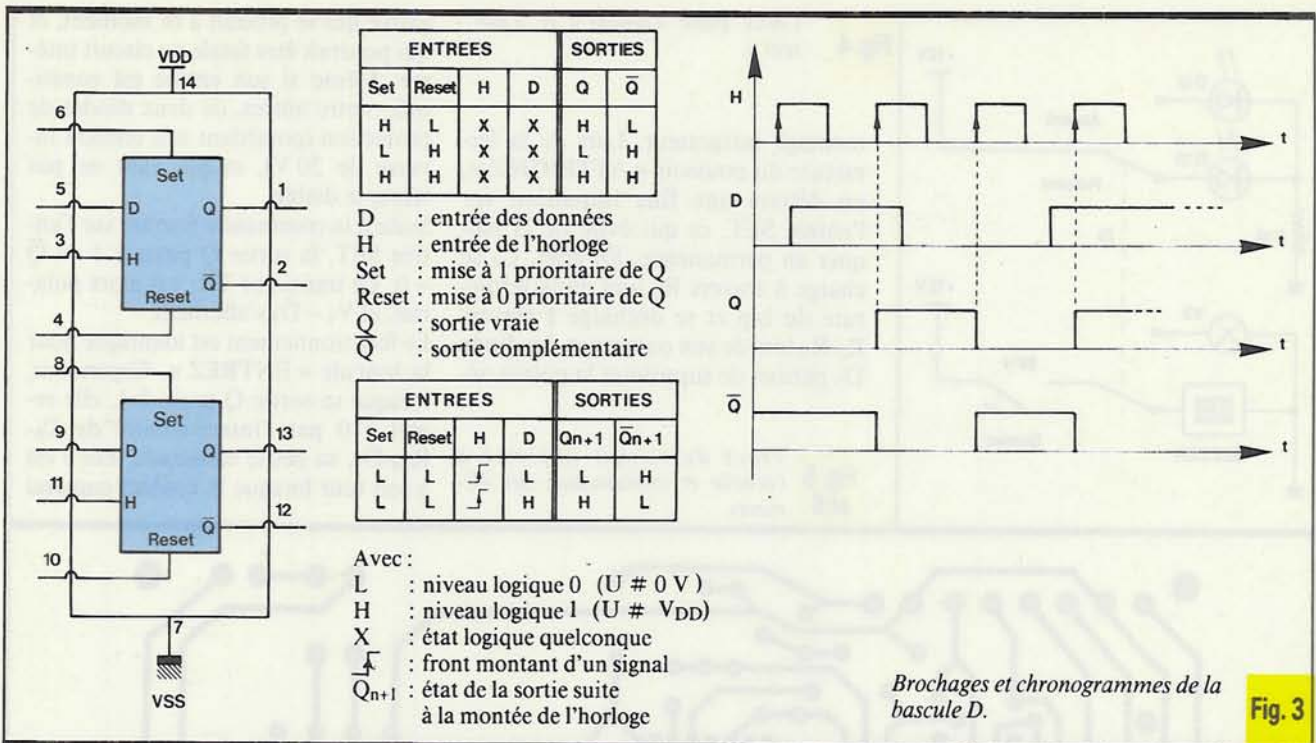 VDD
14
6
5
3
4
Set
D
H
Reset
Q
Q̅
1
2
8
9
11
10
Set
D
H
Reset
Q
Q̅
13
12
7
VSS
ENTREES SORTIES
Set Reset H D Q Q̅
H L X X H L
L H X X L H
H H X X H H
D : entrée des données
H : entrée de l'horloge
Set : mise à 1 prioritaire de Q
Reset : mise à 0 prioritaire de Q
Q : sortie vraie
Q̅ : sortie complémentaire
ENTREES SORTIES
Set Reset H D Qn+1 Q̅n+1
L L L L H
L L H H L
Avec :
L : niveau logique 0 (U # 0 V)
H : niveau logique 1 (U # VDD)
X : état logique quelconque
: front montant d'un signal
Qn+1 : état de la sortie suite
à la montée de l'horloge
H
t
D
t
Q
t
Q̅
t
Brochages et chronogrammes de la
bascule D.
Fig. 3